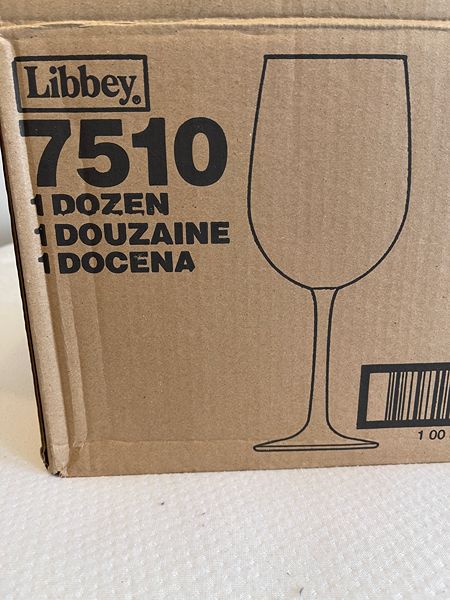 Libbey®
7510
1 DOZEN
1 DOUZAINE
1 DOCENA
1 00